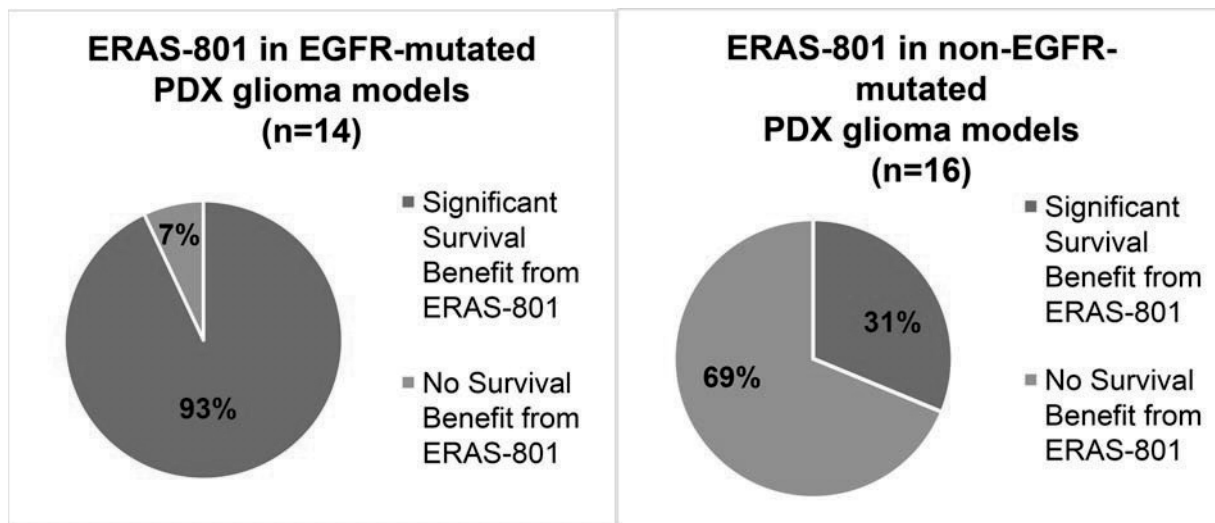 ERAS-801 in EGFR-mutated
PDX glioma models
(n=14)
7%
93%
Significant
Survival
Benefit from
ERAS-801
No Survival
Benefit from
ERAS-801
ERAS-801 in non-EGFR-
mutated
PDX glioma models
(n=16)
31%
69%
Significant
Survival
Benefit from
ERAS-801
No Survival
Benefit from
ERAS-801